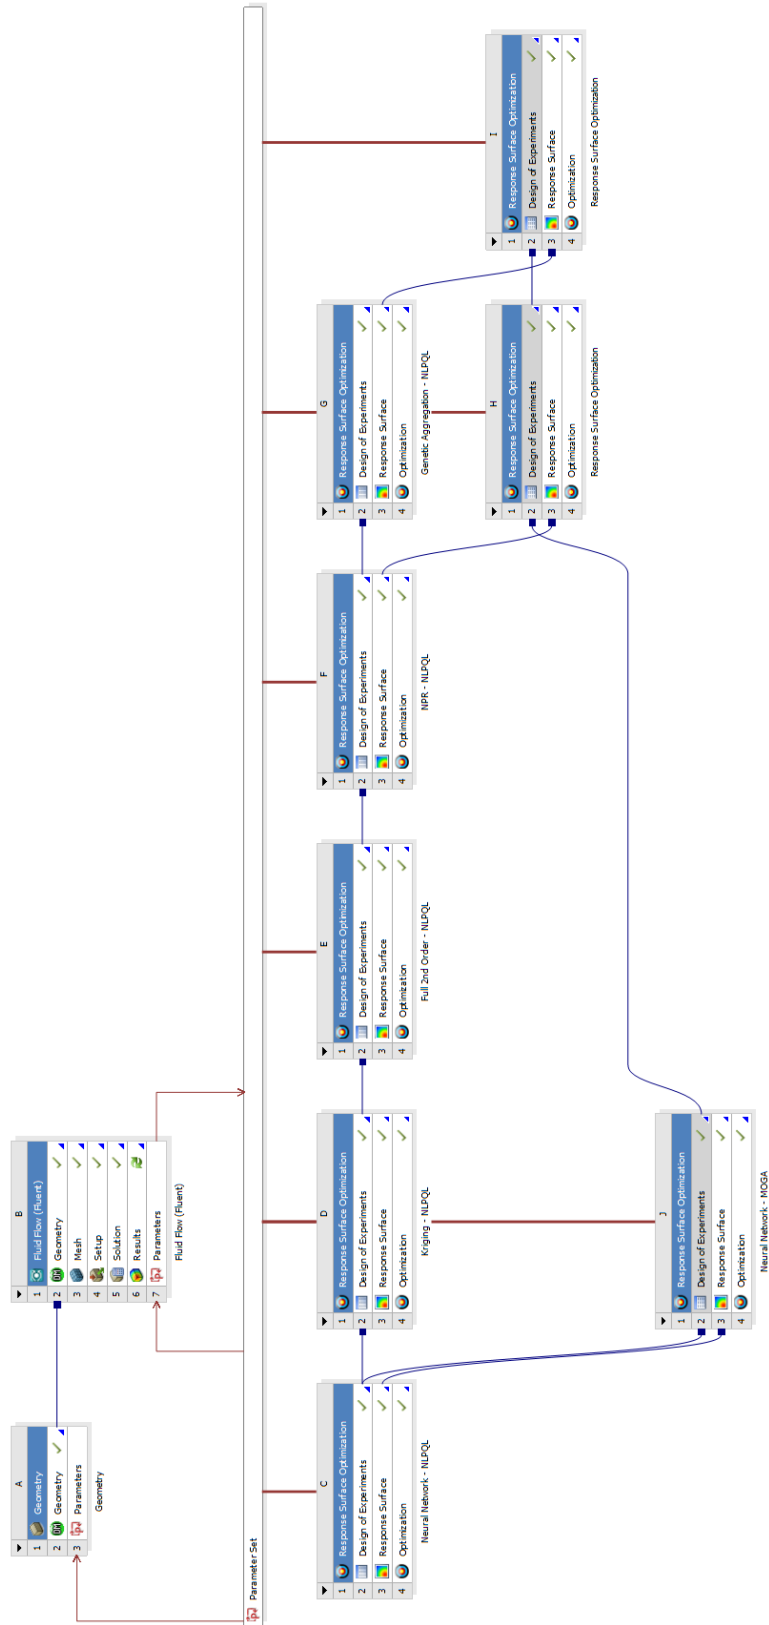 A
1 Geometry
2 Geometry
3 Parameters
Geometry
B
1 Fluid Flow (Fluent)
2 Geometry
3 Mesh
4 Setup
5 Solution
6 Results
7 Parameters
Fluid Flow (Fluent)
Parameter Set
C
1 Response Surface Optimization
2 Design of Experiments
3 Response Surface
4 Optimization
Neural Network - NLPQL
D
1 Response Surface Optimization
2 Design of Experiments
3 Response Surface
4 Optimization
Kriging - NLPQL
E
1 Response Surface Optimization
2 Design of Experiments
3 Response Surface
4 Optimization
Full 2nd Order - NLPQL
F
1 Response Surface Optimization
2 Design of Experiments
3 Response Surface
4 Optimization
NPR - NLPQL
G
1 Response Surface Optimization
2 Design of Experiments
3 Response Surface
4 Optimization
Genetic Aggregation - NLPQL
H
1 Response Surface Optimization
2 Design of Experiments
3 Response Surface
4 Optimization
Response Surface Optimization
I
1 Response Surface Optimization
2 Design of Experiments
3 Response Surface
4 Optimization
Response Surface Optimization
J
1 Response Surface Optimization
2 Design of Experiments
3 Response Surface
4 Optimization
Neural Network - MOGA